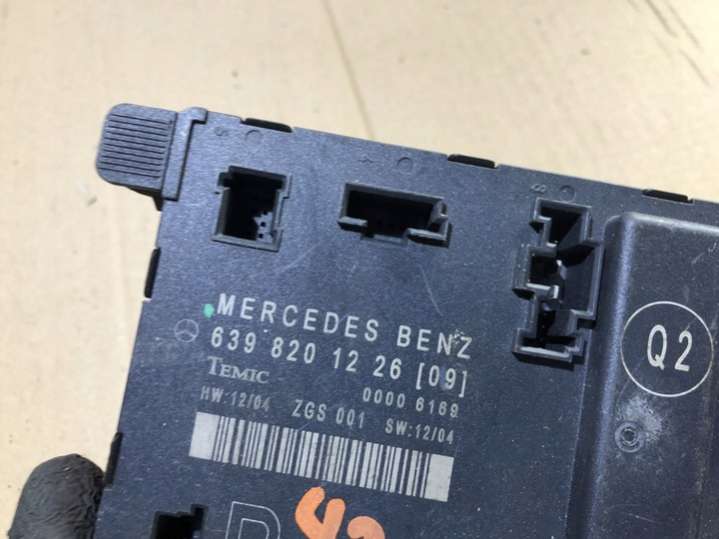 MERCEDES BENZ
639 820 12 26 [09]
TEMIC 0000 6169
HW:12/04 ZGS 001 SW:12/04
Q2